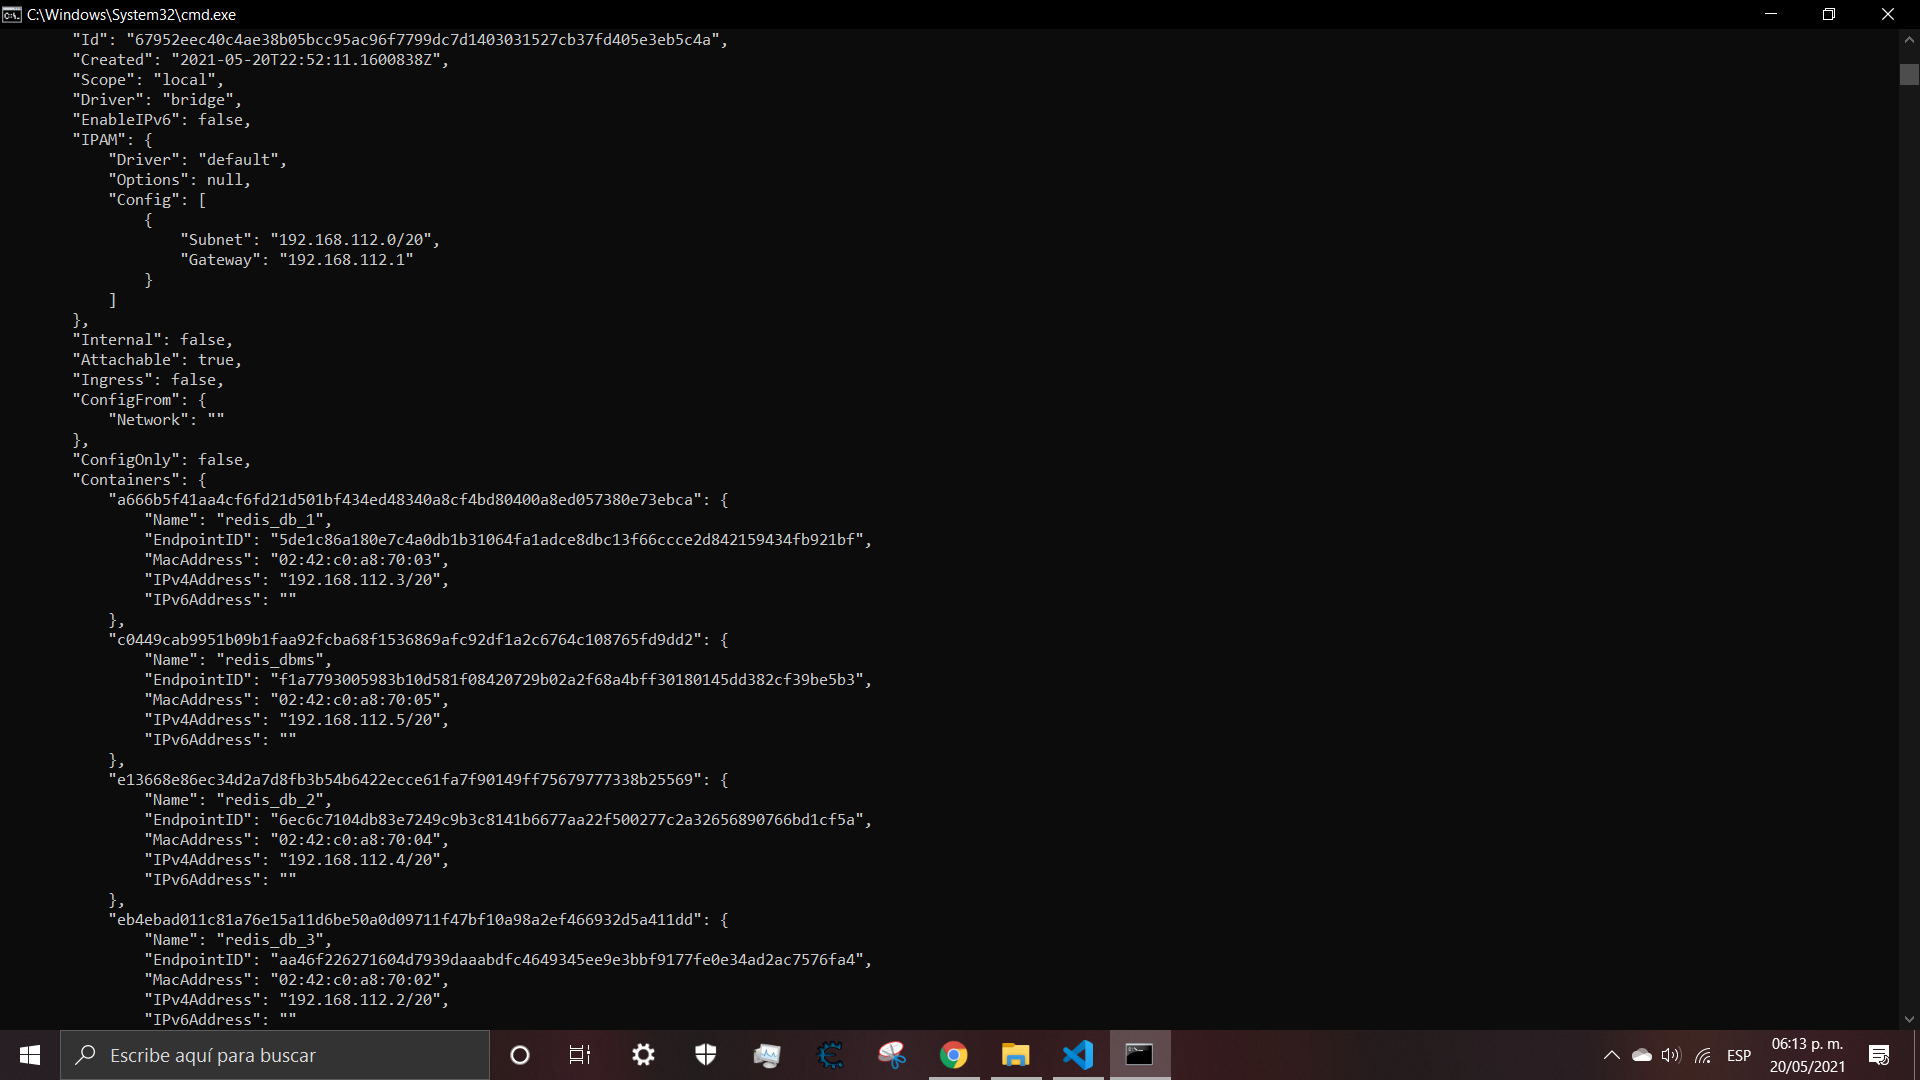 C:\Windows\System32\cmd.exe
"Id": "67952eec40c4ae38b05bcc95ac96f7799dc7d1403031527cb37fd405e3eb5c4a",
"Created": "2021-05-20T22:52:11.1600838Z",
"Scope": "local",
"Driver": "bridge",
"EnableIPv6": false,
"IPAM": {
"Driver": "default",
"Options": null,
"Config": [
{
"Subnet": "192.168.112.0/20",
"Gateway": "192.168.112.1"
}
]
},
"Internal": false,
"Attachable": true,
"Ingress": false,
"ConfigFrom": {
"Network": ""
},
"ConfigOnly": false,
"Containers": {
"a666b5f41aa4cf6fd21d501bf434ed48340a8cf4bd80400a8ed057380e73ebca": {
"Name": "redis_db_1",
"EndpointID": "5de1c86a180e7c4a0db1b31064fa1adce8dbc13f66ccce2d842159434fb921bf",
"MacAddress": "02:42:c0:a8:70:03",
"IPv4Address": "192.168.112.3/20",
"IPv6Address": ""
},
"c0449cab9951b09b1faa92fcba68f1536869afc92df1a2c6764c108765fd9dd2": {
"Name": "redis_dbms",
"EndpointID": "f1a7793005983b10d581f08420729b02a2f68a4bff30180145dd382cf39be5b3",
"MacAddress": "02:42:c0:a8:70:05",
"IPv4Address": "192.168.112.5/20",
"IPv6Address": ""
},
"e13668e86ec34d2a7d8fb3b54b6422ecce61fa7f90149ff75679777338b25569": {
"Name": "redis_db_2",
"EndpointID": "6ec6c7104db83e7249c9b3c8141b6677aa22f500277c2a32656890766bd1cf5a",
"MacAddress": "02:42:c0:a8:70:04",
"IPv4Address": "192.168.112.4/20",
"IPv6Address": ""
},
"eb4ebad011c81a76e15a11d6be50a0d09711f47bf10a98a2ef466932d5a411dd": {
"Name": "redis_db_3",
"EndpointID": "aa46f226271604d7939daaabdfc4649345ee9e3bbf9177fe0e34ad2ac7576fa4",
"MacAddress": "02:42:c0:a8:70:02",
"IPv4Address": "192.168.112.2/20",
"IPv6Address": ""
Escribe aquí para buscar
ESP
06:13 p. m.
20/05/2021